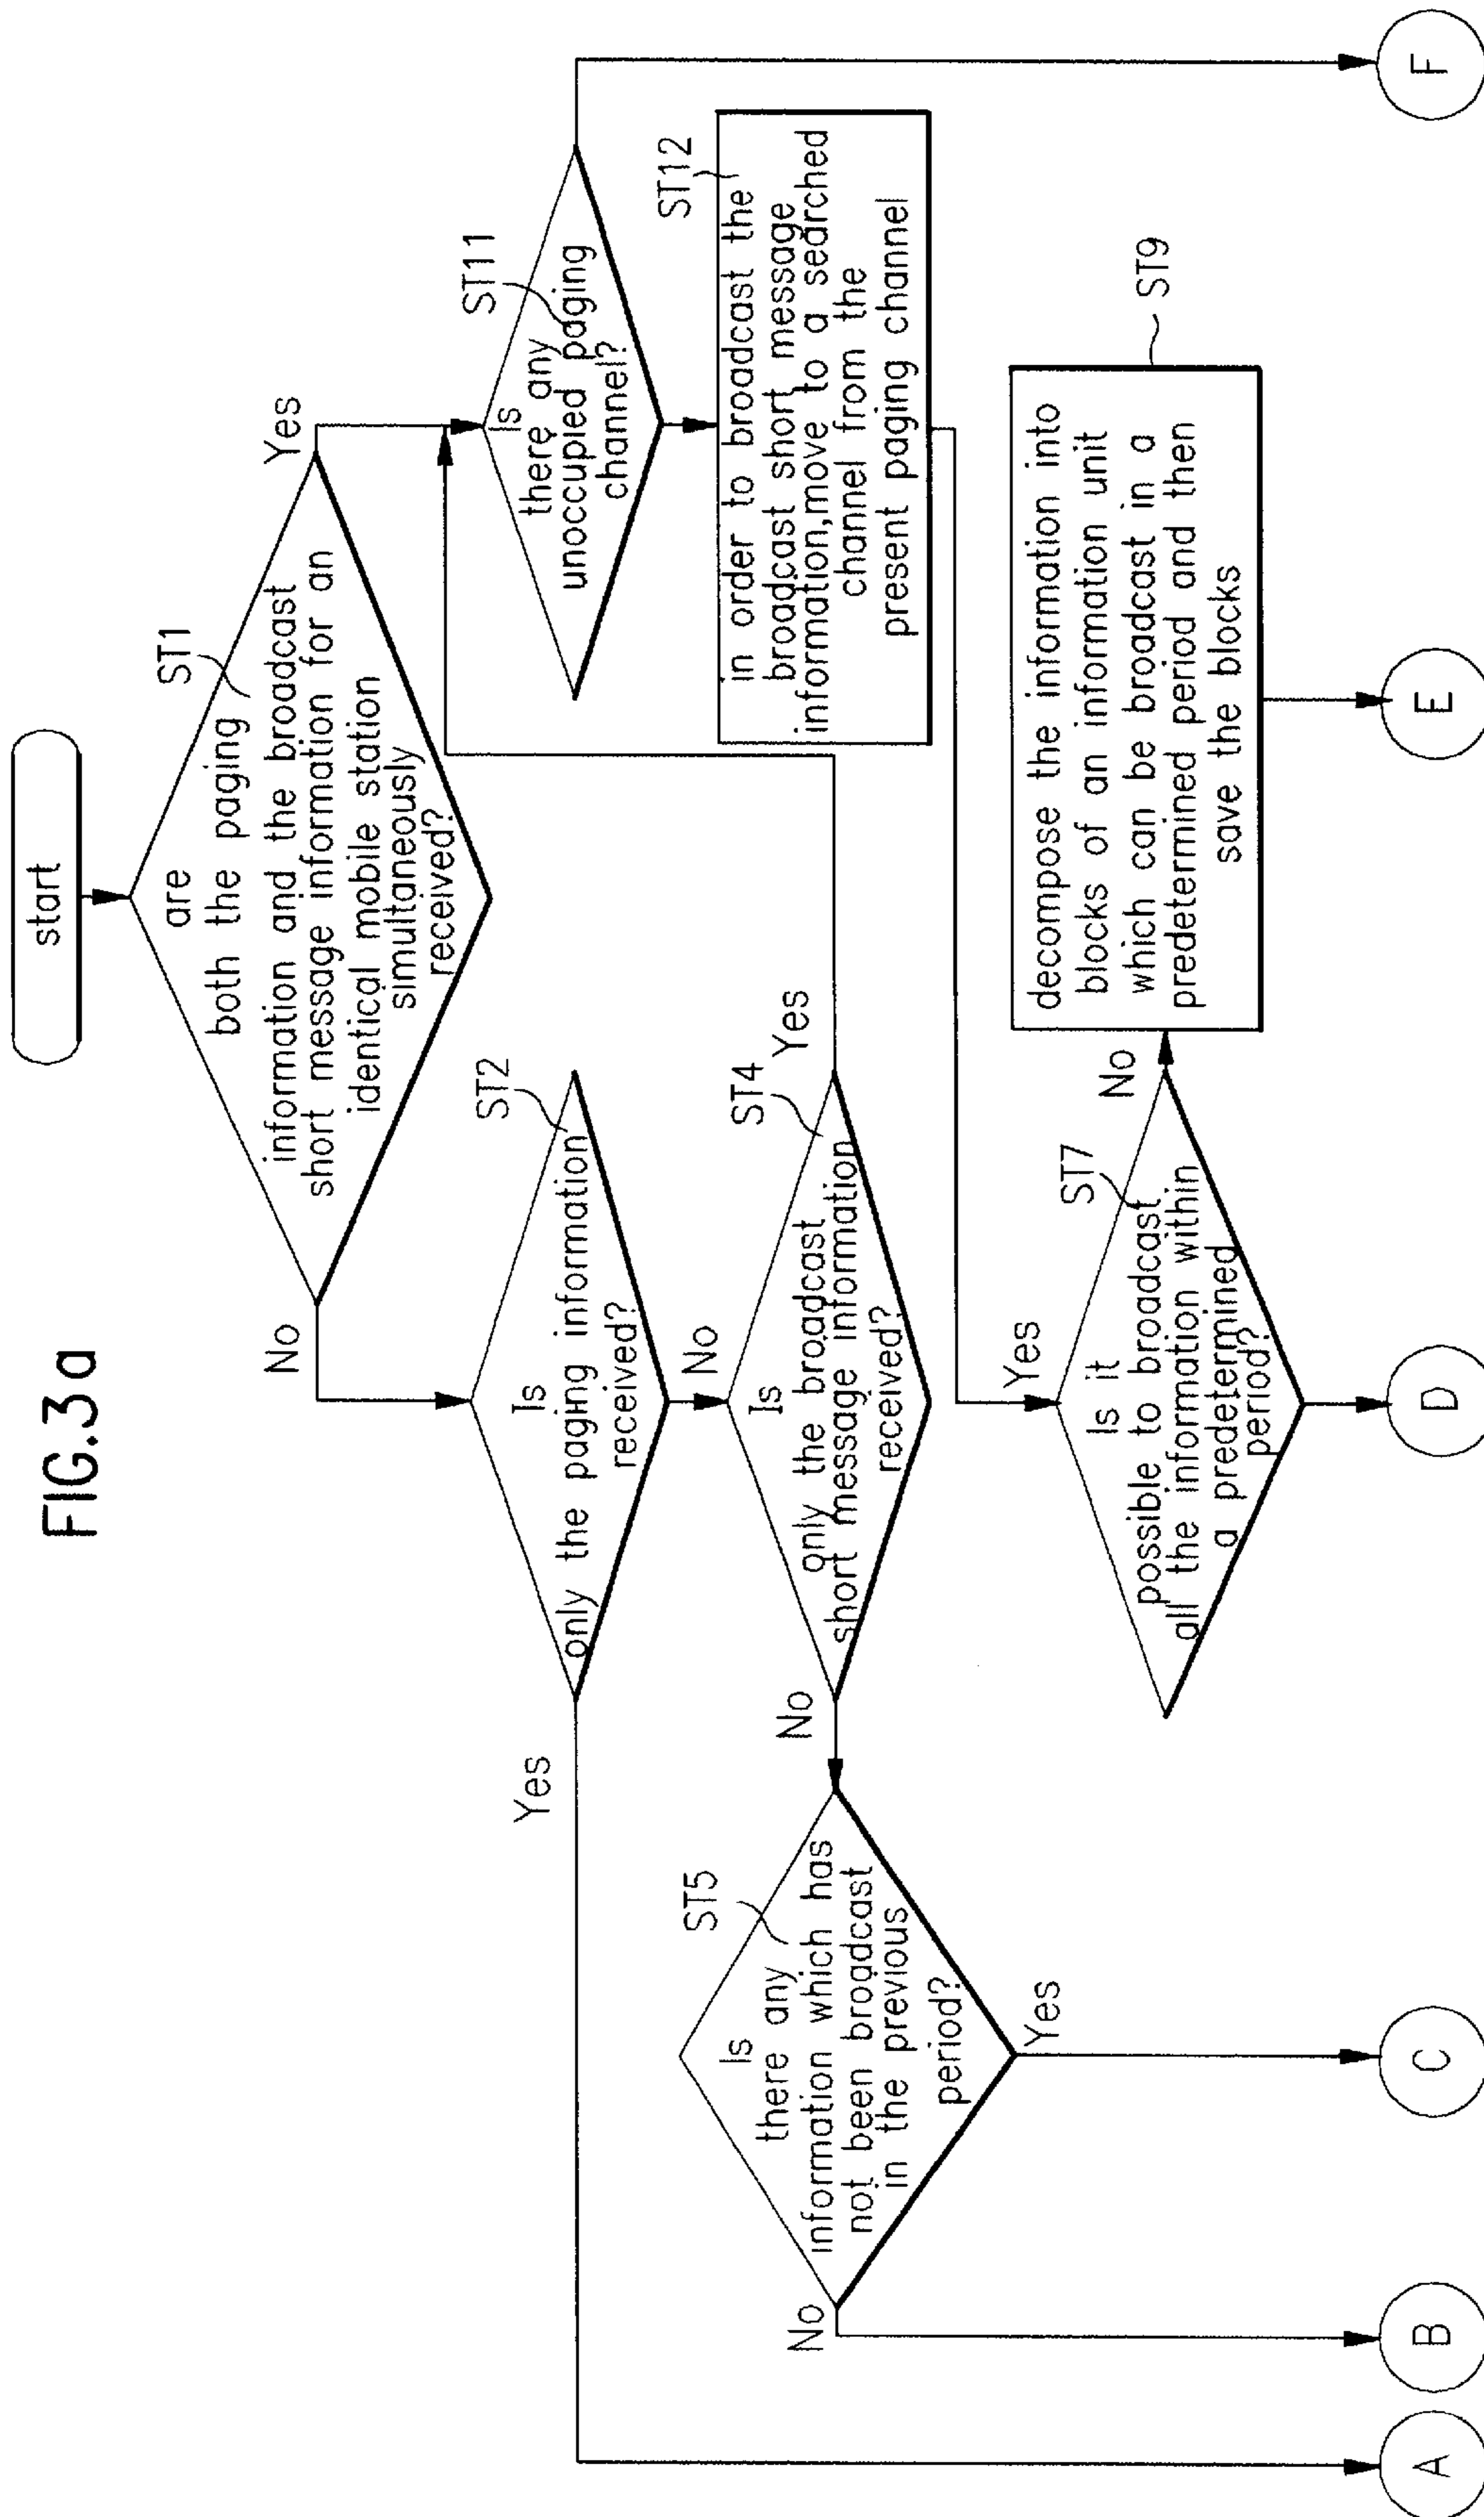 FIG.3a
start
ST1
are
both the paging
information and the broadcast
short message information for an
identical mobile station
simultaneously
received?
No
Yes
ST2
Is
only the paging information
received?
Yes
No
ST11
Is
there any
unoccupied paging
channel?
ST4
Is
only the broadcast
short message information
received?
No
Yes
ST12
in order to broadcast the
broadcast short message
information,move to a searched
channel from the
present paging channel
ST5
Is
there any
information which has
not been broadcast
in the previous
period?
No
Yes
ST7
Yes
Is it
possible to broadcast
all the information within
a predetermined
period?
No
ST9
decompose the information into
blocks of an information unit
which can be broadcast in a
predetermined period and then
save the blocks
A
B
C
D
E
F